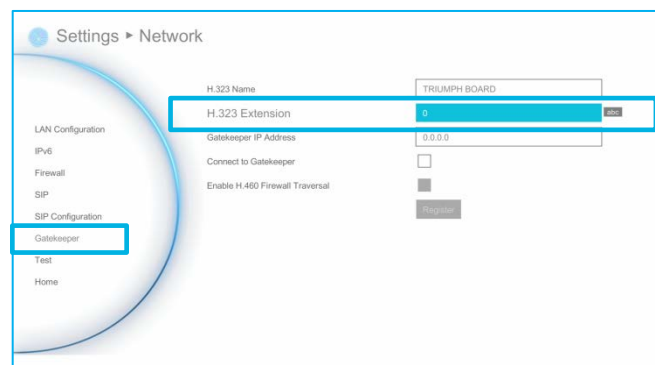 Settings ▸ Network
H.323 Name TRIUMPH BOARD
H.323 Extension 0 abc
Gatekeeper IP Address 0.0.0.0
Connect to Gatekeeper
Enable H.460 Firewall Traversal
Register
LAN Configuration
IPv6
Firewall
SIP
SIP Configuration
Gatekeeper
Test
Home